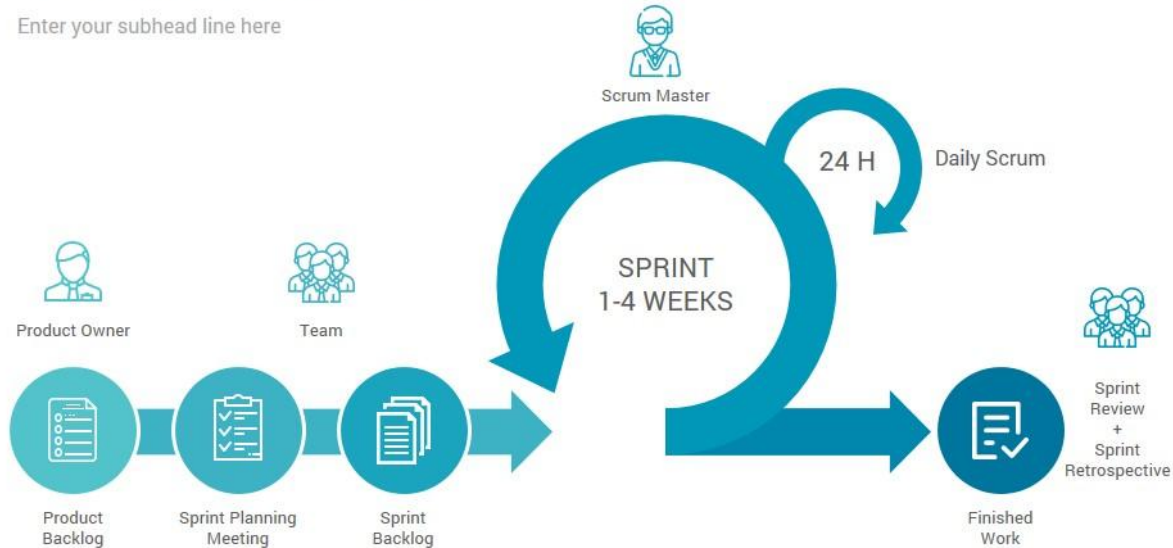 Enter your subhead line here
Scrum Master
24 H
Daily Scrum
SPRINT
1-4 WEEKS
Product Owner
Team
Sprint
Review
+
Sprint
Retrospective
Product
Backlog
Sprint Planning
Meeting
Sprint
Backlog
Finished
Work